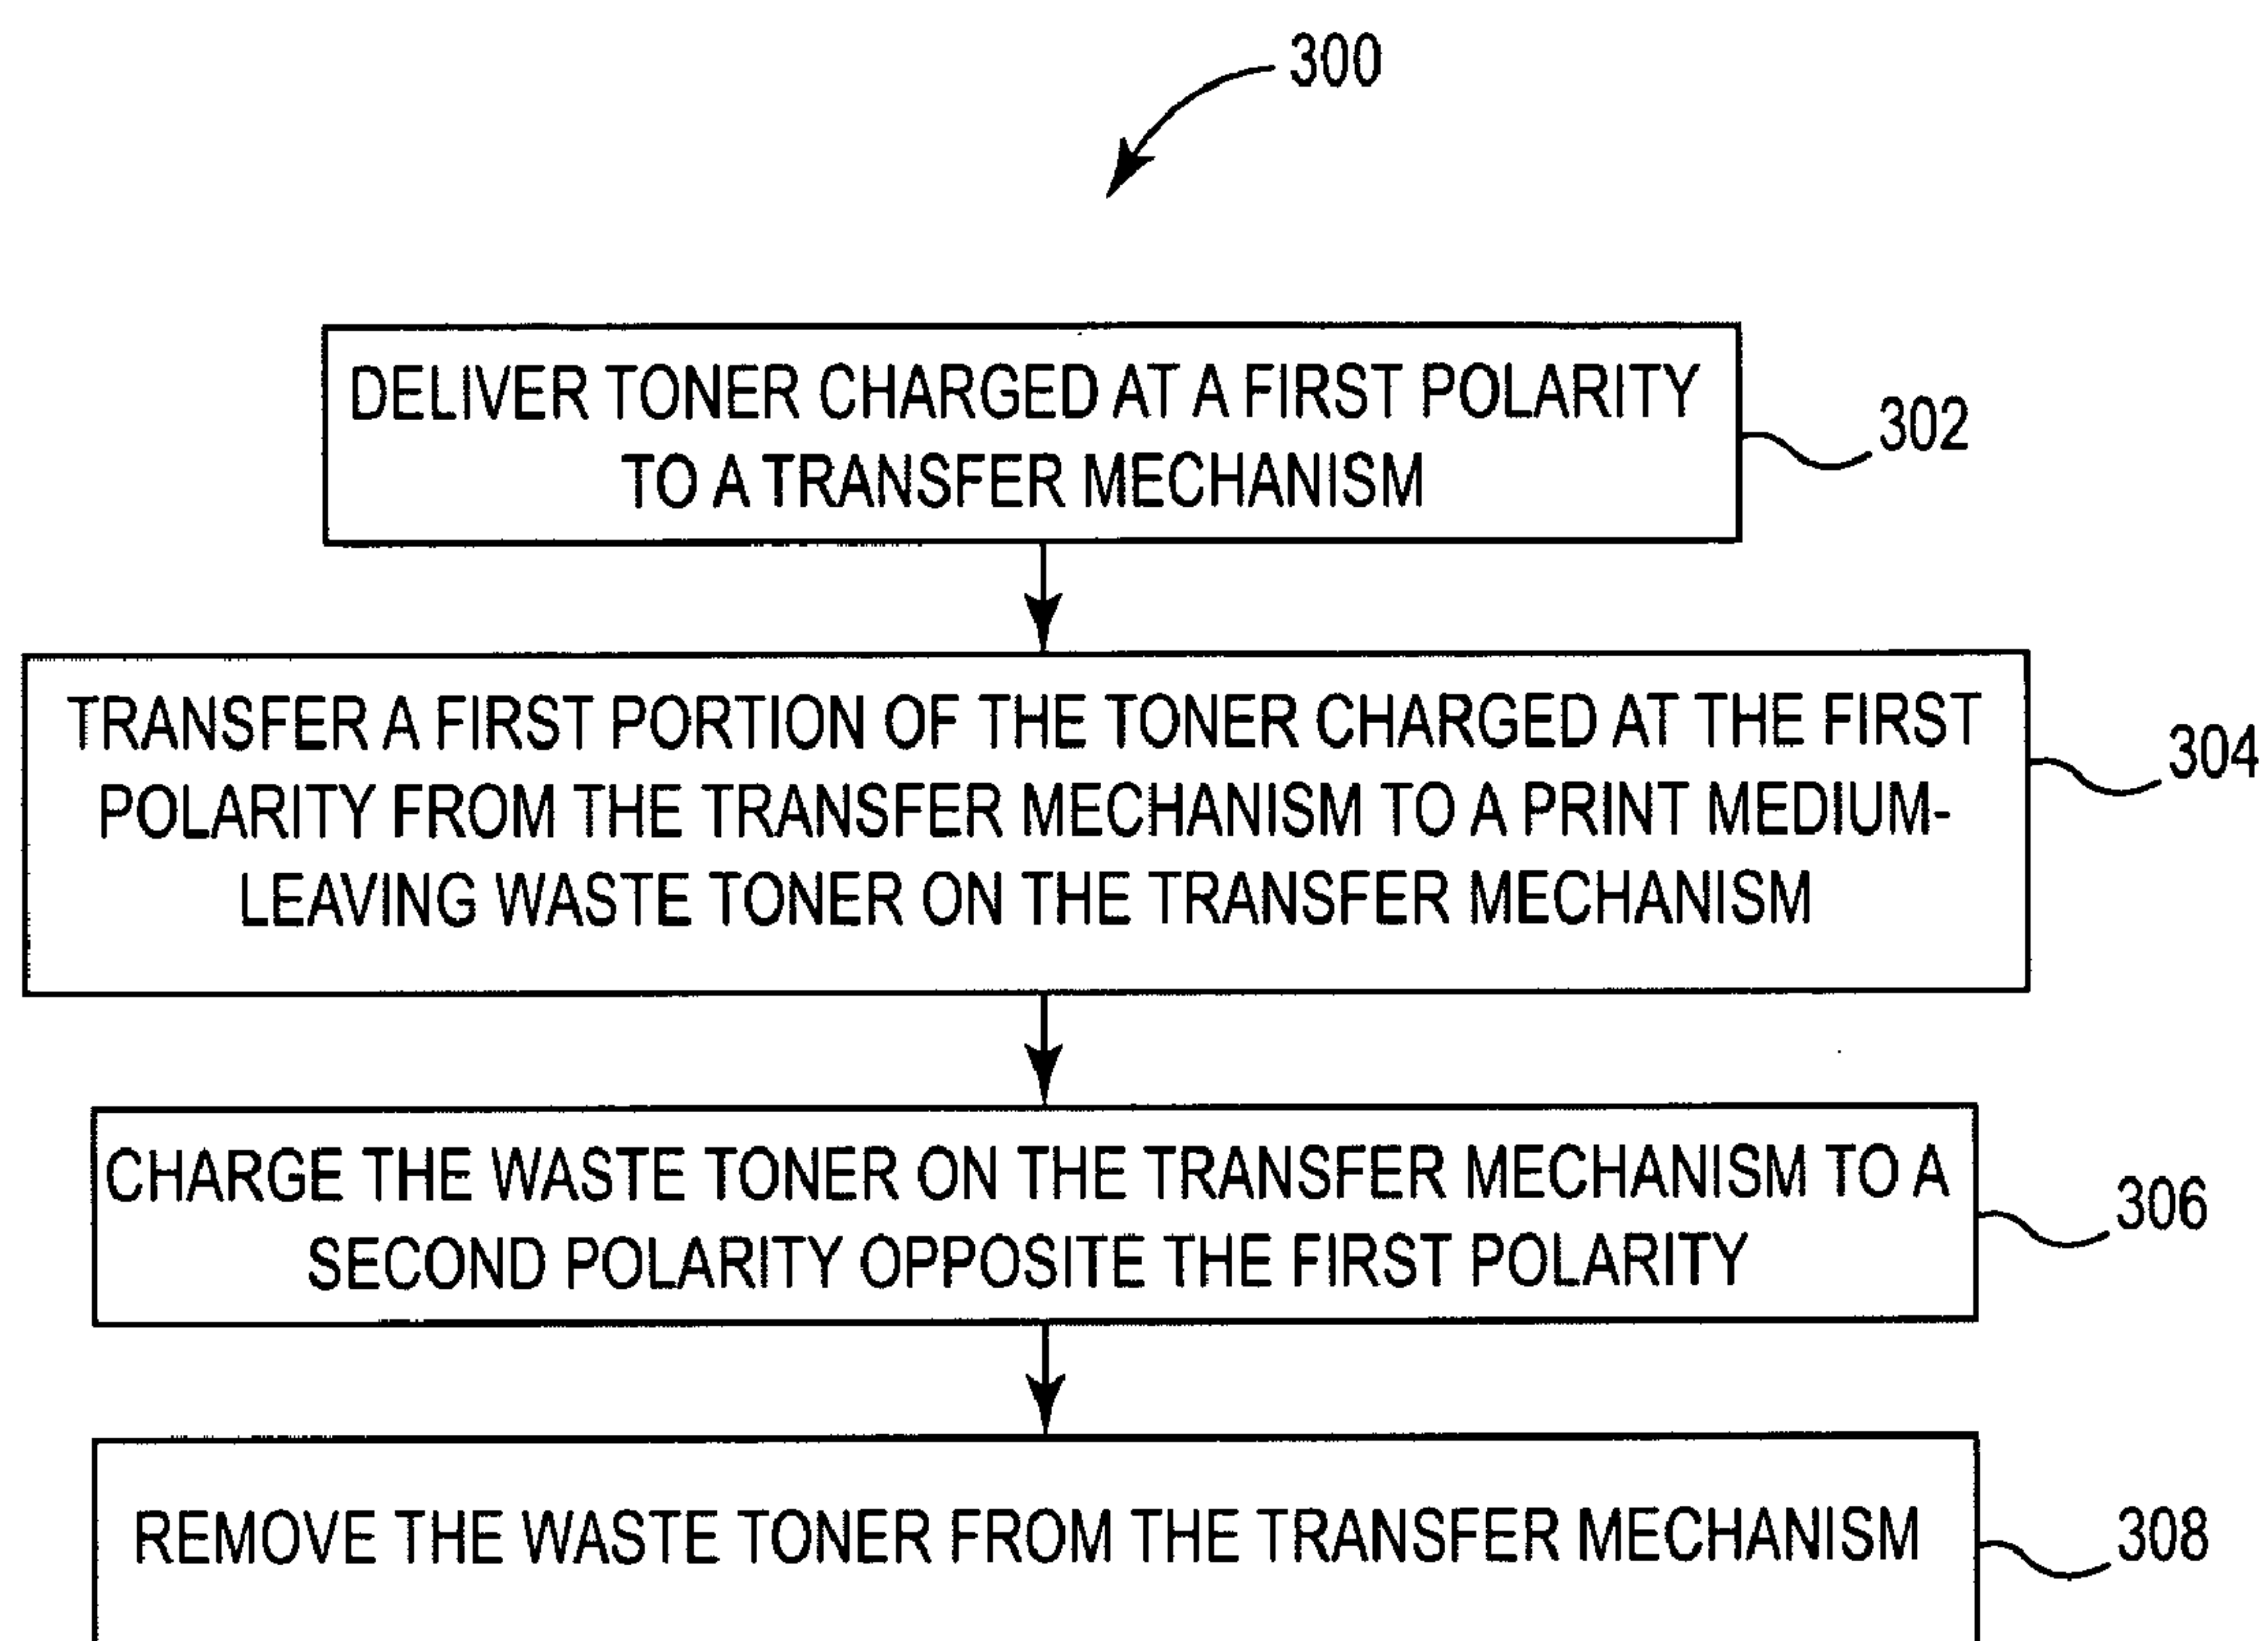 300
DELIVER TONER CHARGED AT A FIRST POLARITY
TO A TRANSFER MECHANISM
302
TRANSFER A FIRST PORTION OF THE TONER CHARGED AT THE FIRST
POLARITY FROM THE TRANSFER MECHANISM TO A PRINT MEDIUM-
LEAVING WASTE TONER ON THE TRANSFER MECHANISM
304
CHARGE THE WASTE TONER ON THE TRANSFER MECHANISM TO A
SECOND POLARITY OPPOSITE THE FIRST POLARITY
306
REMOVE THE WASTE TONER FROM THE TRANSFER MECHANISM
308